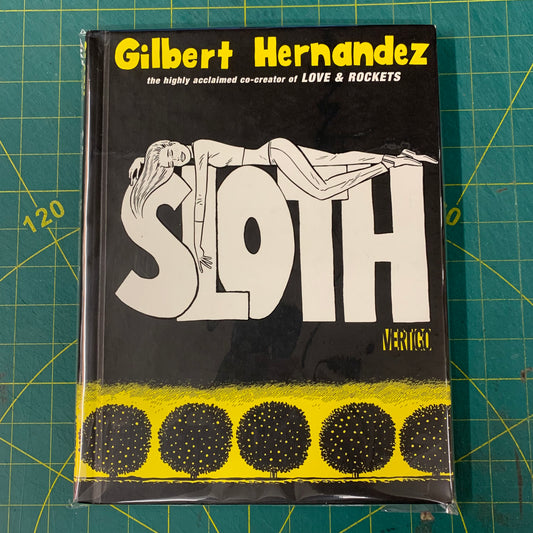 Gilbert Hernandez
the highly acclaimed co-creator of LOVE & ROCKETS
SLOTH
VERTIGO
120